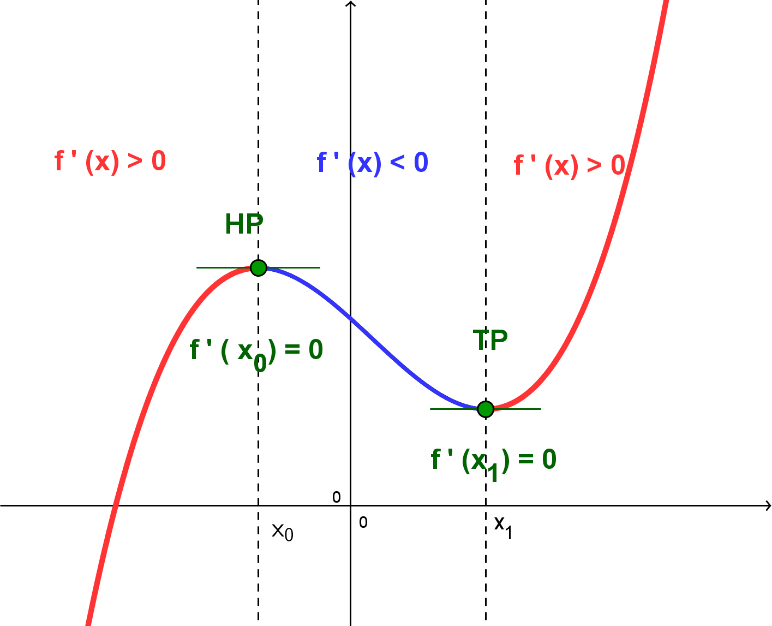 f ' (x) > 0
f ' (x) < 0
f ' (x) > 0
HP
f ' ( x₀) = 0
TP
f ' (x₁) = 0
0
0
x₀
x₁